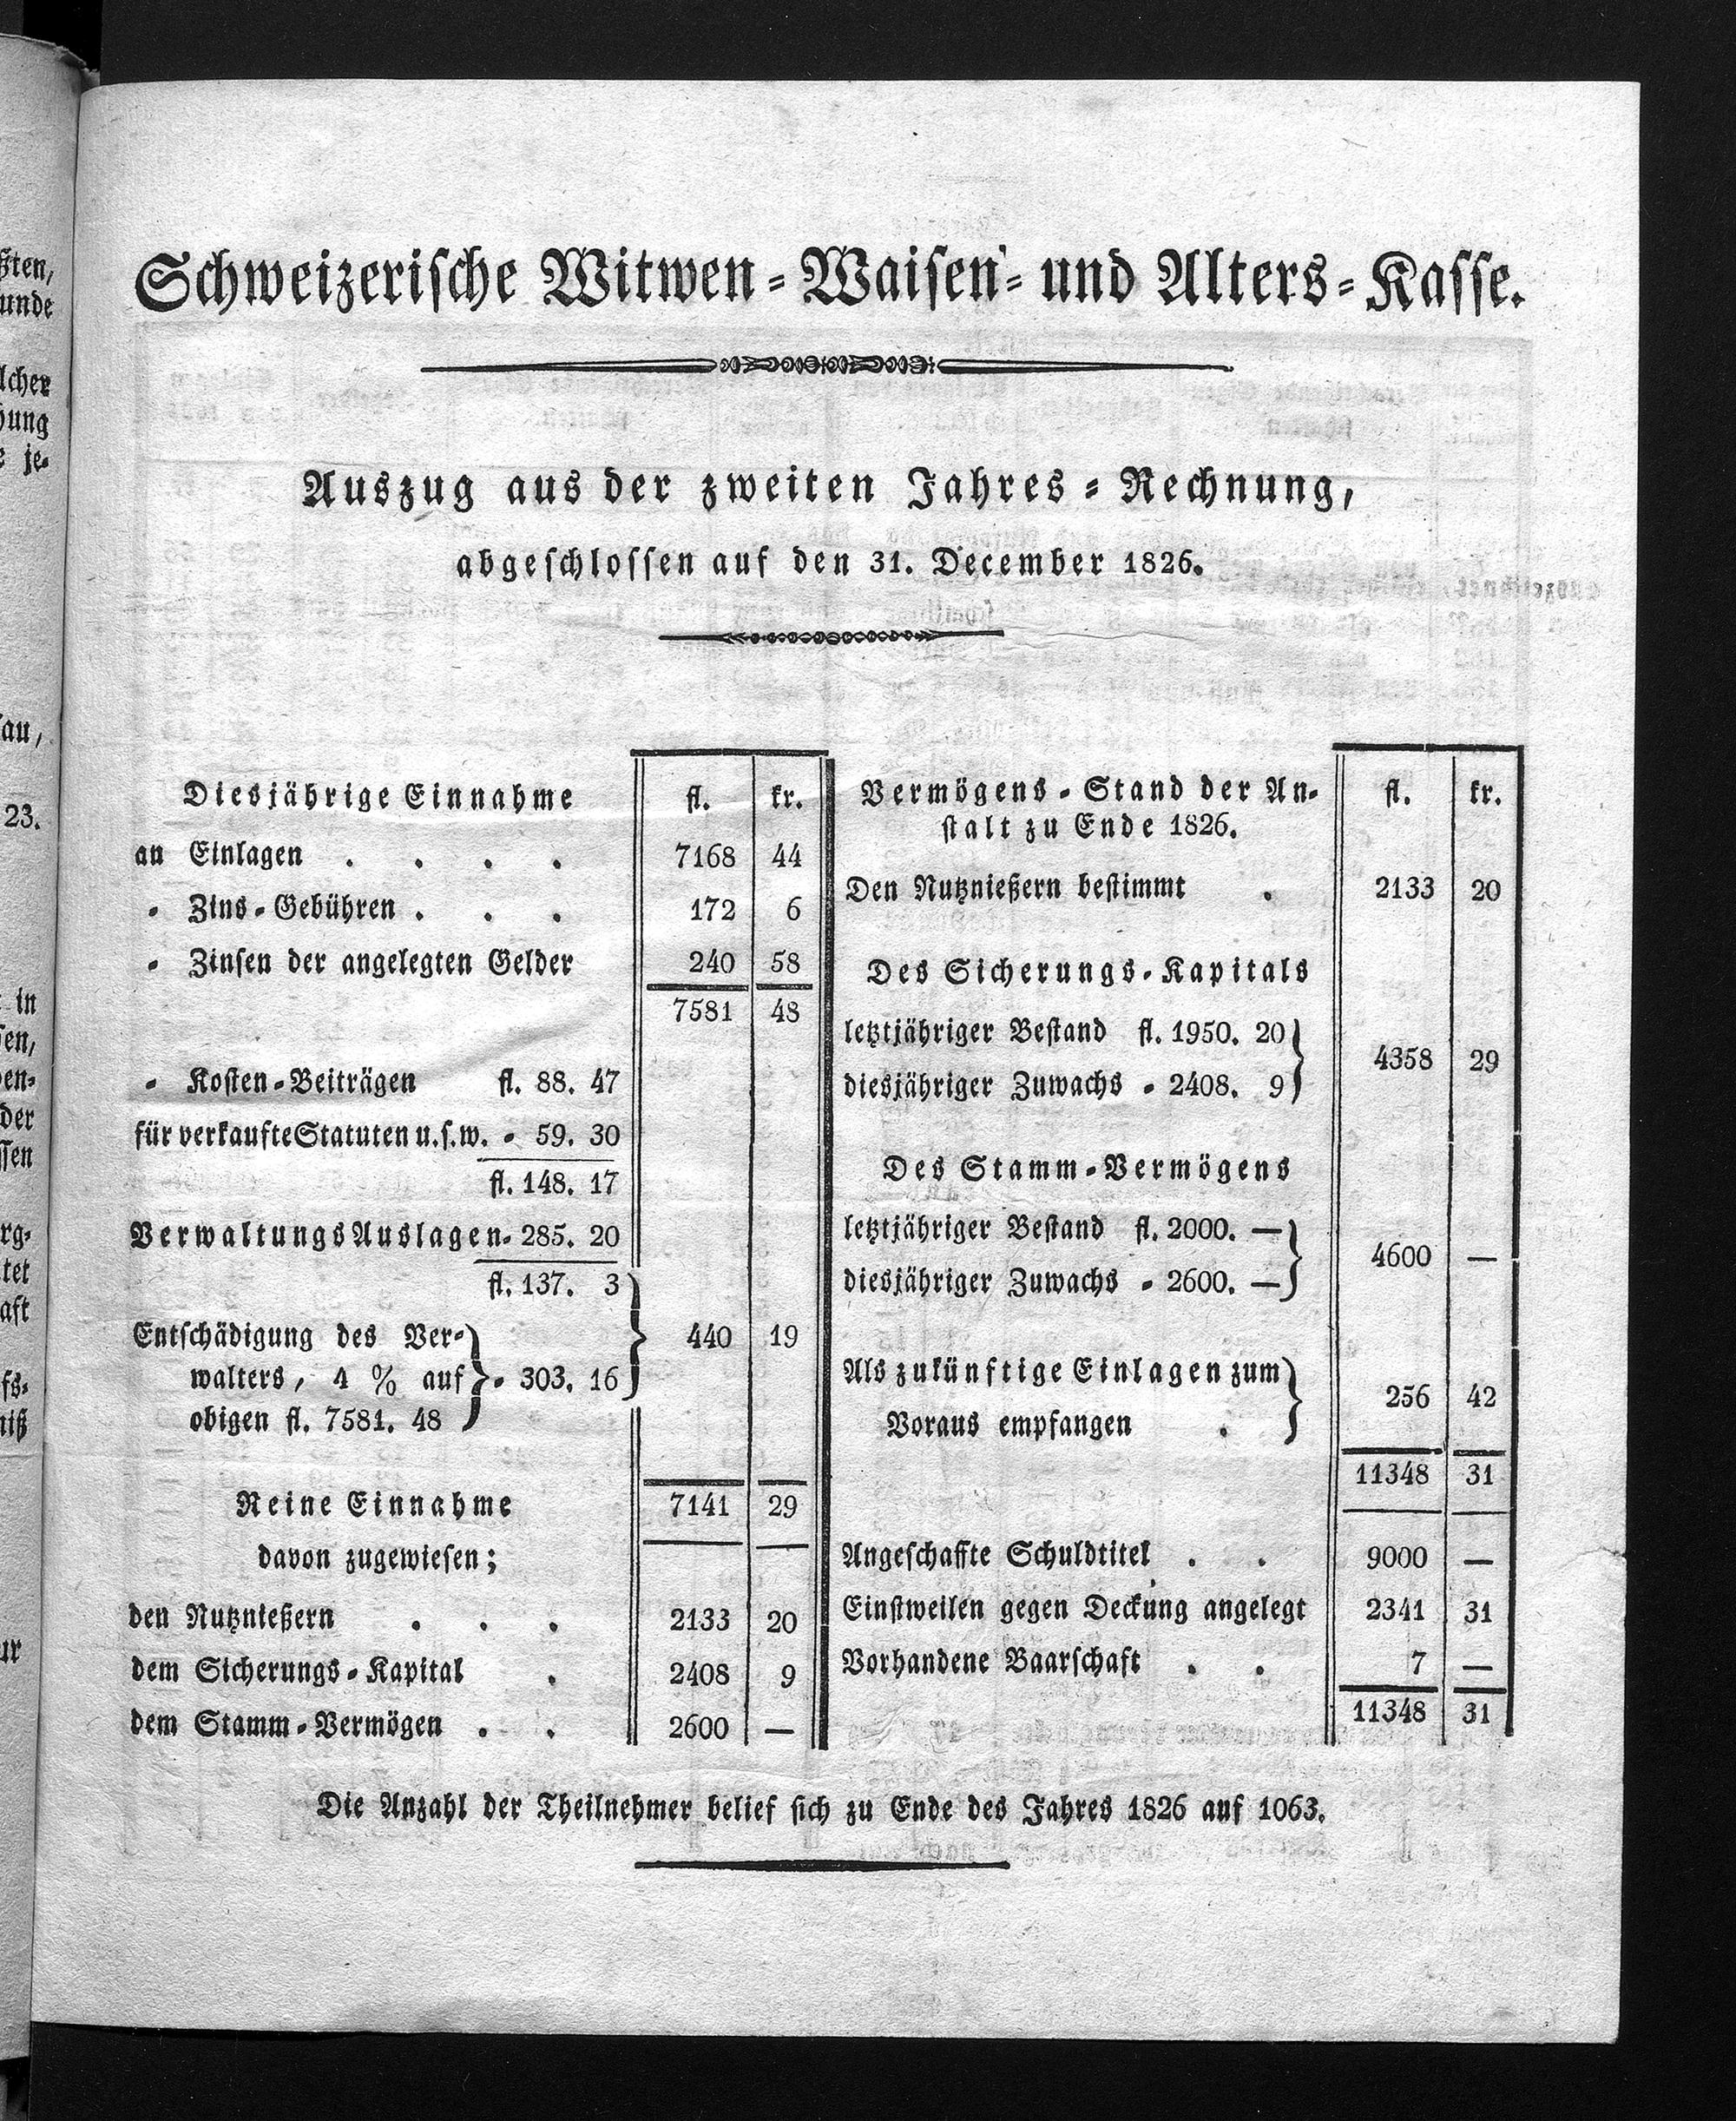 Schweizerische Witwen-Waisen- und Alters-Kasse.
Auszug aus der zweiten Jahres-Rechnung,
abgeschlossen auf den 31. December 1826.
Diesjährige Einnahme fl. kr.
an Einlagen . . . . 7168 44
- Zins-Gebühren . . . 172 6
- Zinsen der angelegten Gelder 240 58
7581 48
- Kosten-Beiträgen fl. 88. 47
für verkaufte Statuten u.s.w. - 59. 30
fl. 148. 17
Verwaltungs Auslagen - 285. 20
fl. 137. 3
Entschädigung des Ver-
walters, 4 % auf - 303. 16 440 19
obigen fl. 7581. 48
Reine Einnahme 7141 29
davon zugewiesen;
den Nutznießern . . . 2133 20
dem Sicherungs-Kapital . 2408 9
dem Stamm-Vermögen . . 2600 —
Vermögens-Stand der An- fl. kr.
stalt zu Ende 1826.
Den Nutznießern bestimmt . 2133 20
Des Sicherungs-Kapitals
letztjähriger Bestand fl. 1950. 20
4358 29
diesjähriger Zuwachs - 2408. 9
Des Stamm-Vermögens
letztjähriger Bestand fl. 2000. —
4600 —
diesjähriger Zuwachs - 2600. —
Als zukünftige Einlagen zum
256 42
Voraus empfangen .
11348 31
Angeschaffte Schuldtitel . . 9000 —
Einstweilen gegen Deckung angelegt 2341 31
Vorhandene Baarschaft . . 7 —
11348 31
Die Anzahl der Theilnehmer belief sich zu Ende des Jahres 1826 auf 1063.